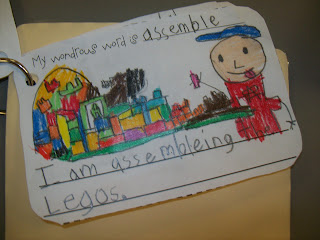 My wondrous word is assemble
I am assembleing
Legos.